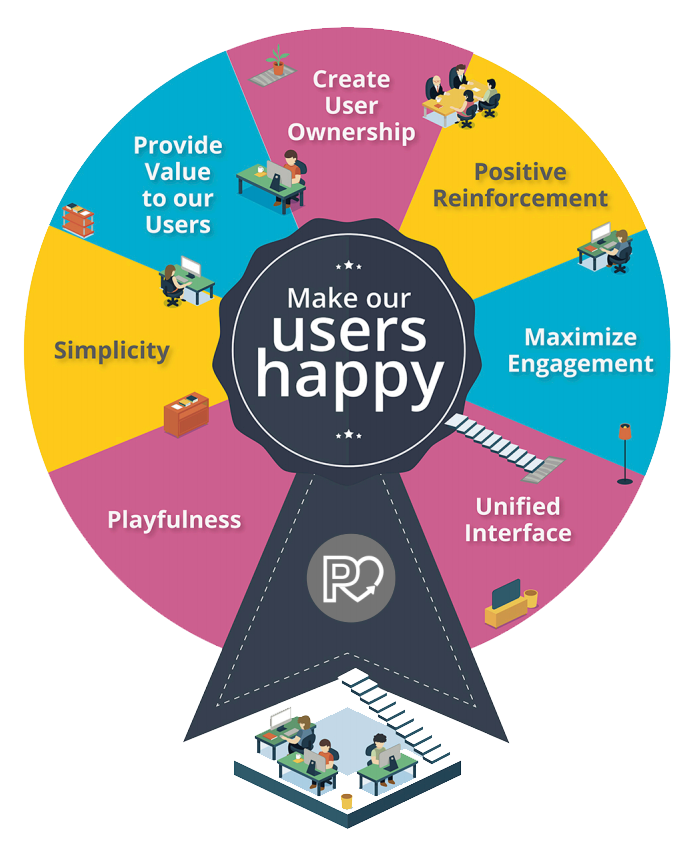 Create
User
Ownership
Positive
Reinforcement
Maximize
Engagement
Unified
Interface
Playfulness
Simplicity
Provide
Value
to our
Users
Make our
users
happy
R